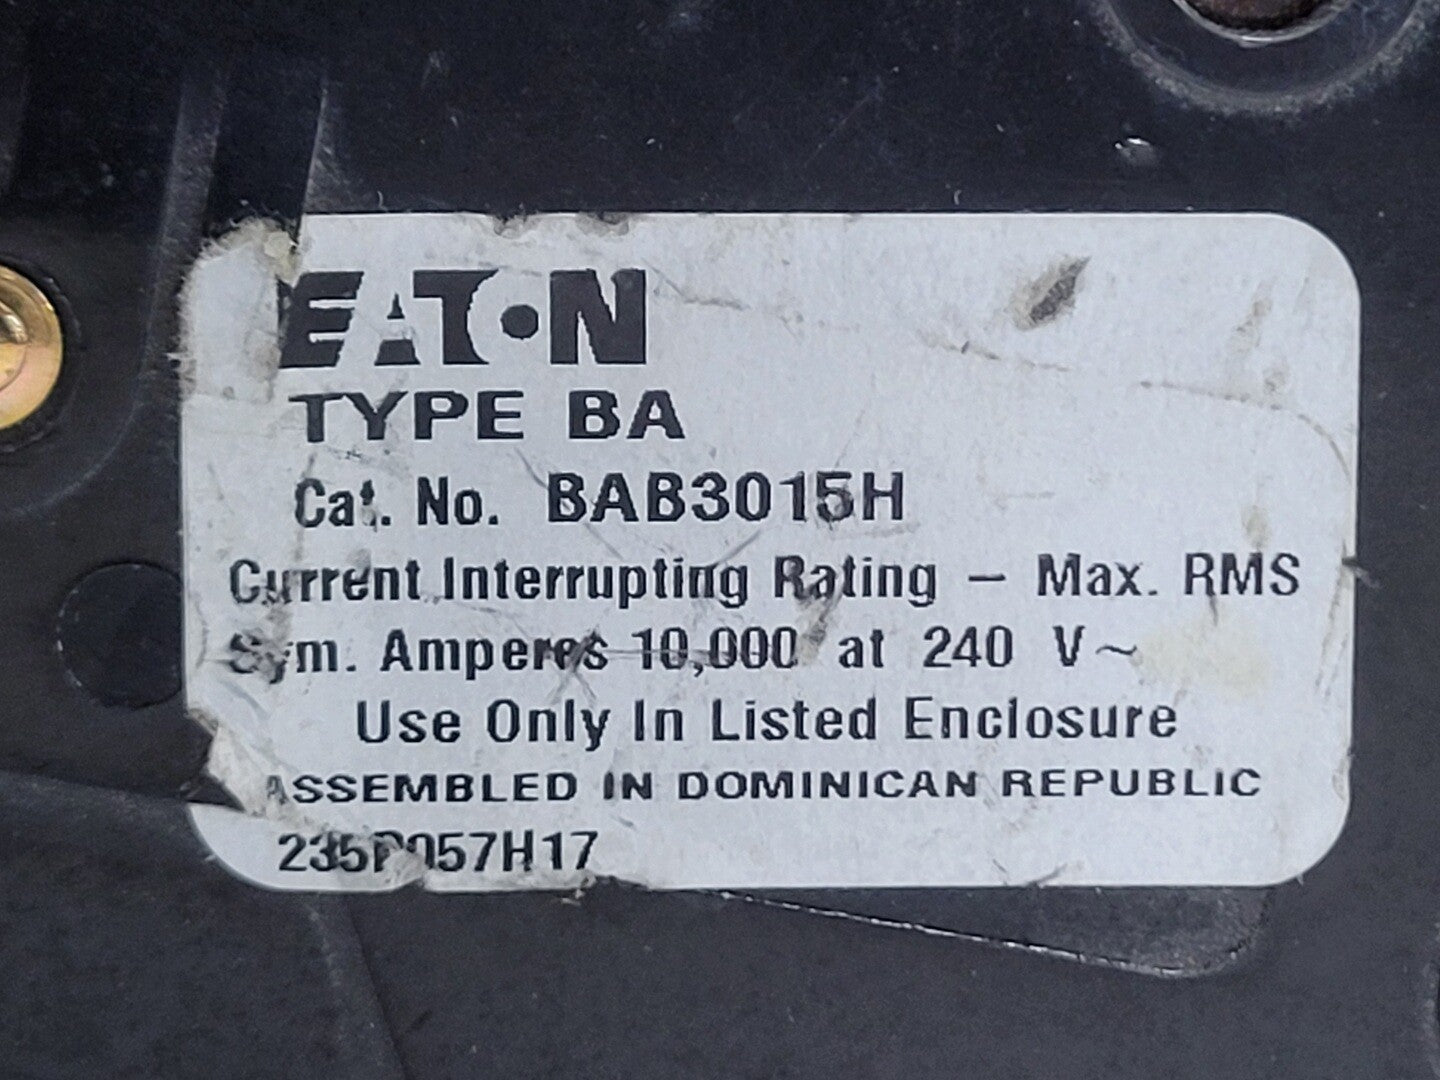 EATON
TYPE BA
Cat. No. BAB3015H
Current Interrupting Rating – Max. RMS
Sym. Amperes 10,000 at 240 V~
Use Only In Listed Enclosure
ASSEMBLED IN DOMINICAN REPUBLIC
235P057H17